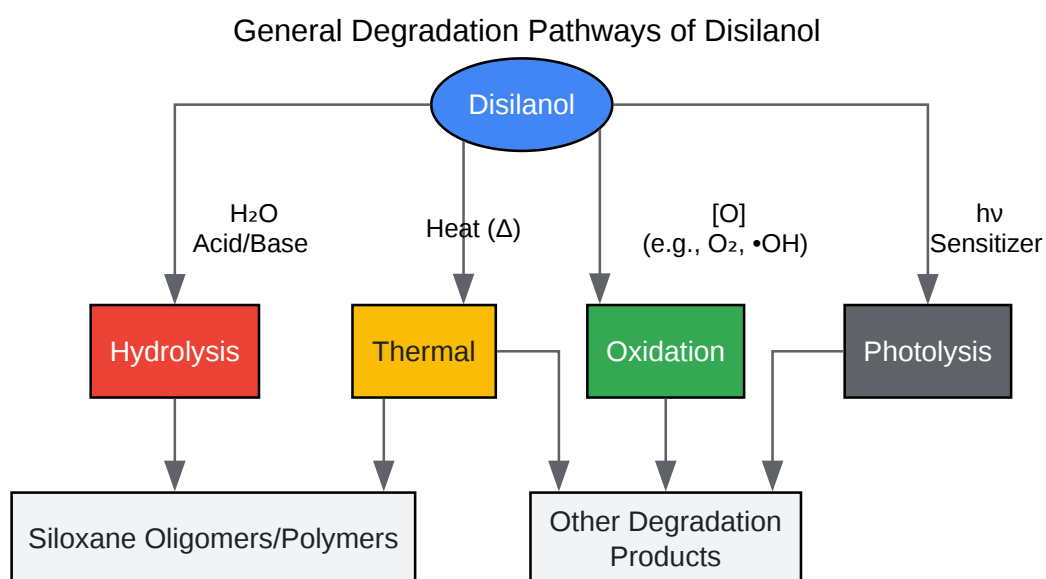 General Degradation Pathways of Disilanol
Disilanol
H₂O
Acid/Base
Heat (Δ)
[O]
(e.g., O₂, •OH)
hν
Sensitizer
Hydrolysis
Thermal
Oxidation
Photolysis
Siloxane Oligomers/Polymers
Other Degradation
Products